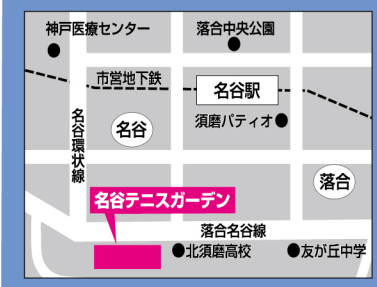 神戸医療センター
落合中央公園
市営地下鉄
名谷駅
名谷環状線
名谷
須磨パティオ
落合
名谷テニスガーデン
落合名谷線
北須磨高校
友が丘中学